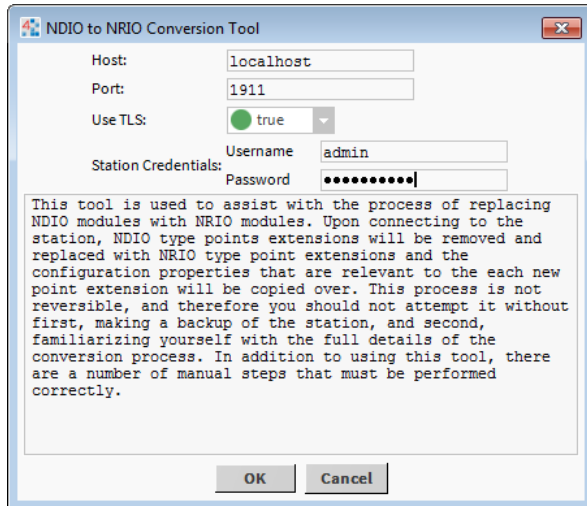 NDIO to NRIO Conversion Tool
Host: localhost
Port: 1911
Use TLS: true
Station Credentials:
Username admin
Password ●●●●●●●●●●
This tool is used to assist with the process of replacing
NDIO modules with NRIO modules. Upon connecting to the
station, NDIO type points extensions will be removed and
replaced with NRIO type point extensions and the
configuration properties that are relevant to the each new
point extension will be copied over. This process is not
reversible, and therefore you should not attempt it without
first, making a backup of the station, and second,
familiarizing yourself with the full details of the
conversion process. In addition to using this tool, there
are a number of manual steps that must be performed
correctly.
OK Cancel